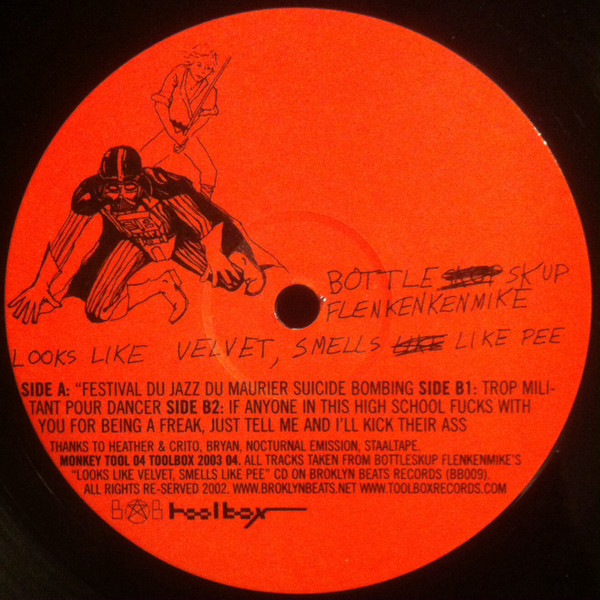 BOTTLE SKUP
FLENKENKENMIKE
LOOKS LIKE VELVET, SMELLS LIKE LIKE PEE
SIDE A: "FESTIVAL DU JAZZ DU MAURIER SUICIDE BOMBING SIDE B1: TROP MILI-
TANT POUR DANCER SIDE B2: IF ANYONE IN THIS HIGH SCHOOL FUCKS WITH
YOU FOR BEING A FREAK, JUST TELL ME AND I'LL KICK THEIR ASS
THANKS TO HEATHER & CRITO, BRYAN, NOCTURNAL EMISSION, STAALTAPE.
MONKEY TOOL 04 TOOLBOX 2003 04. ALL TRACKS TAKEN FROM BOTTLESKUP FLENKENMIKE'S
"LOOKS LIKE VELVET, SMELLS LIKE PEE" CD ON BROKLYN BEATS RECORDS (BB009).
ALL RIGHTS RE-SERVED 2002. WWW.BROKLYNBEATS.NET WWW.TOOLBOXRECORDS.COM
toolbox